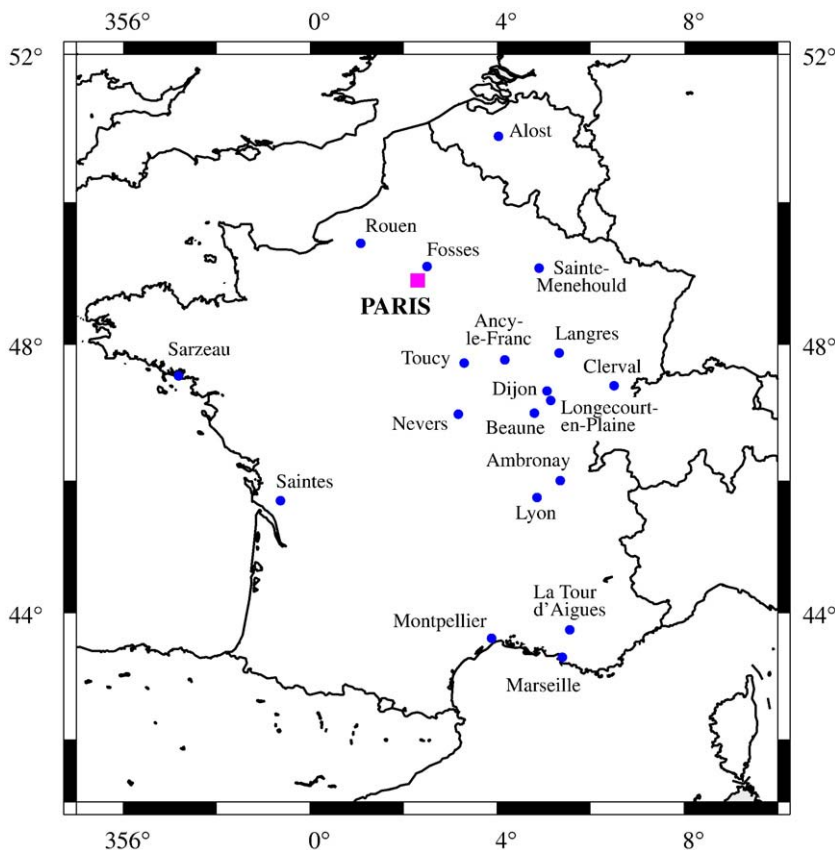 356° 0° 4° 8°
52° 52°
Alost
Rouen
Fosses
Sainte-
Menehould
PARIS
Ancy-
le-Franc
Langres
48° 48°
Sarzeau
Toucy
Clerval
Dijon
Longecourt-
en-Plaine
Nevers
Beaune
Ambronay
Saintes
Lyon
La Tour
d'Aigues
44° 44°
Montpellier
Marseille
356° 0° 4° 8°